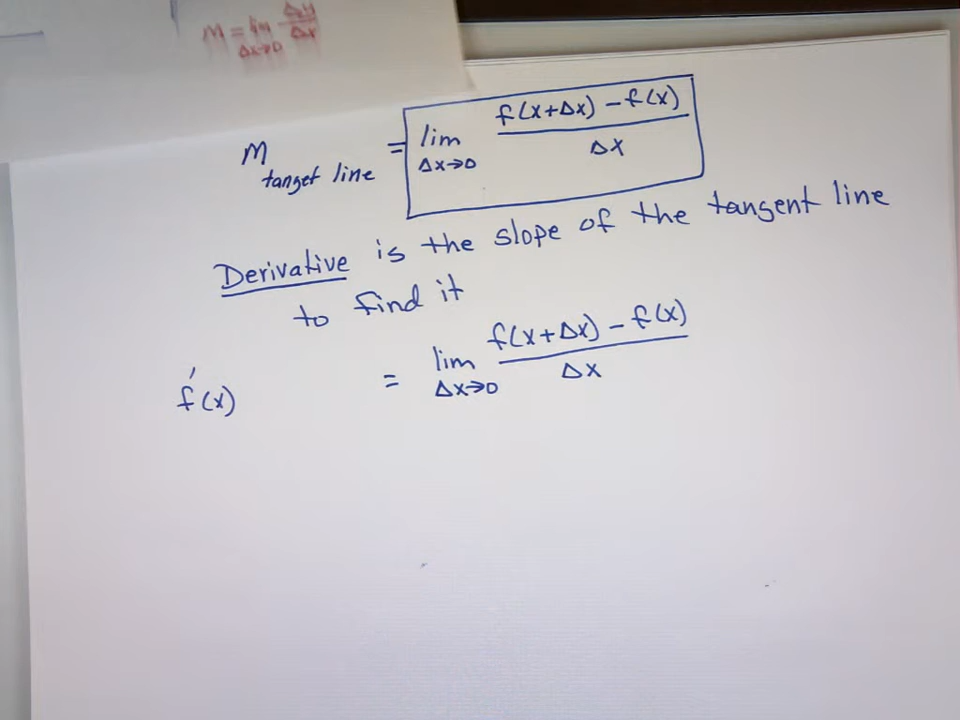 M = lim Δx→0 Δy/Δx
M tanget line = lim Δx→0 f(x+Δx) - f(x) / Δx
Derivative is the slope of the tangent line
to find it
f'(x) = lim Δx→0 f(x+Δx) - f(x) / Δx